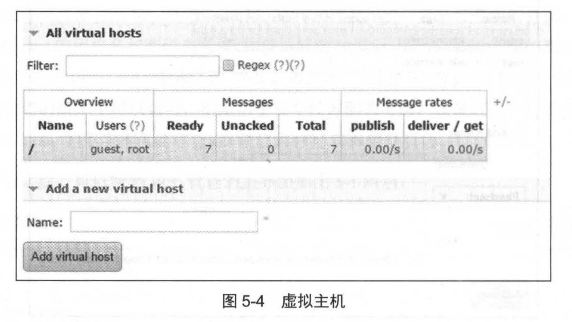 All virtual hosts
Filter: Regex (?)(?)
Overview Messages Message rates +/-
Name Users (?) Ready Unacked Total publish deliver / get
/ guest, root 7 0 7 0.00/s 0.00/s
Add a new virtual host
Name: *
Add virtual host
图 5-4 虚拟主机